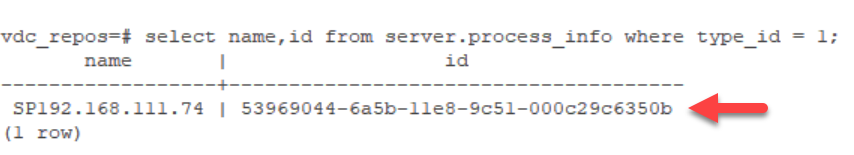 vdc_repos=# select name,id from server.process_info where type_id = 1;
name | id
------------------+--------------------------------------
SP192.168.111.74 | 53969044-6a5b-11e8-9c51-000c29c6350b
(1 row)